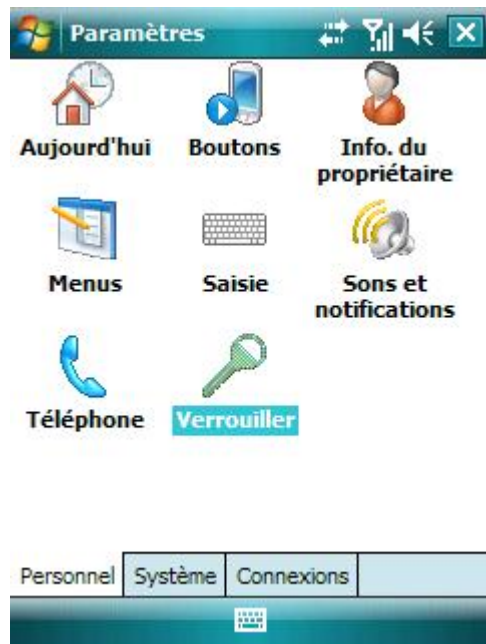 Paramètres
Aujourd'hui
Boutons
Info. du
propriétaire
Menus
Saisie
Sons et
notifications
Téléphone
Verrouiller
Personnel
Système
Connexions